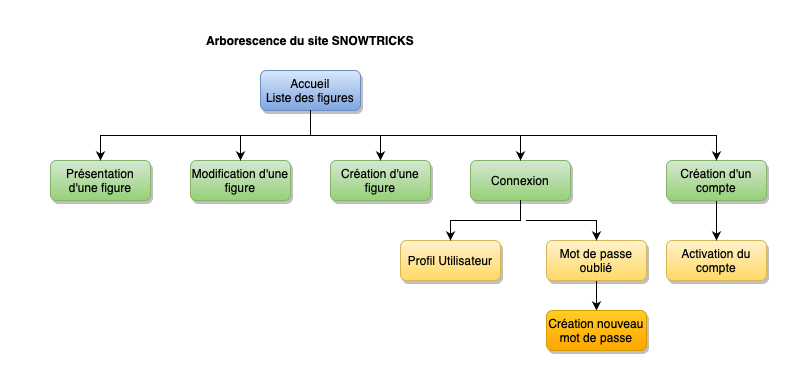 Arborescence du site SNOWTRICKS
Accueil
Liste des figures
Présentation
d'une figure
Modification d'une
figure
Création d'une
figure
Connexion
Création d'un
compte
Profil Utilisateur
Mot de passe
oublié
Activation du
compte
Création nouveau
mot de passe